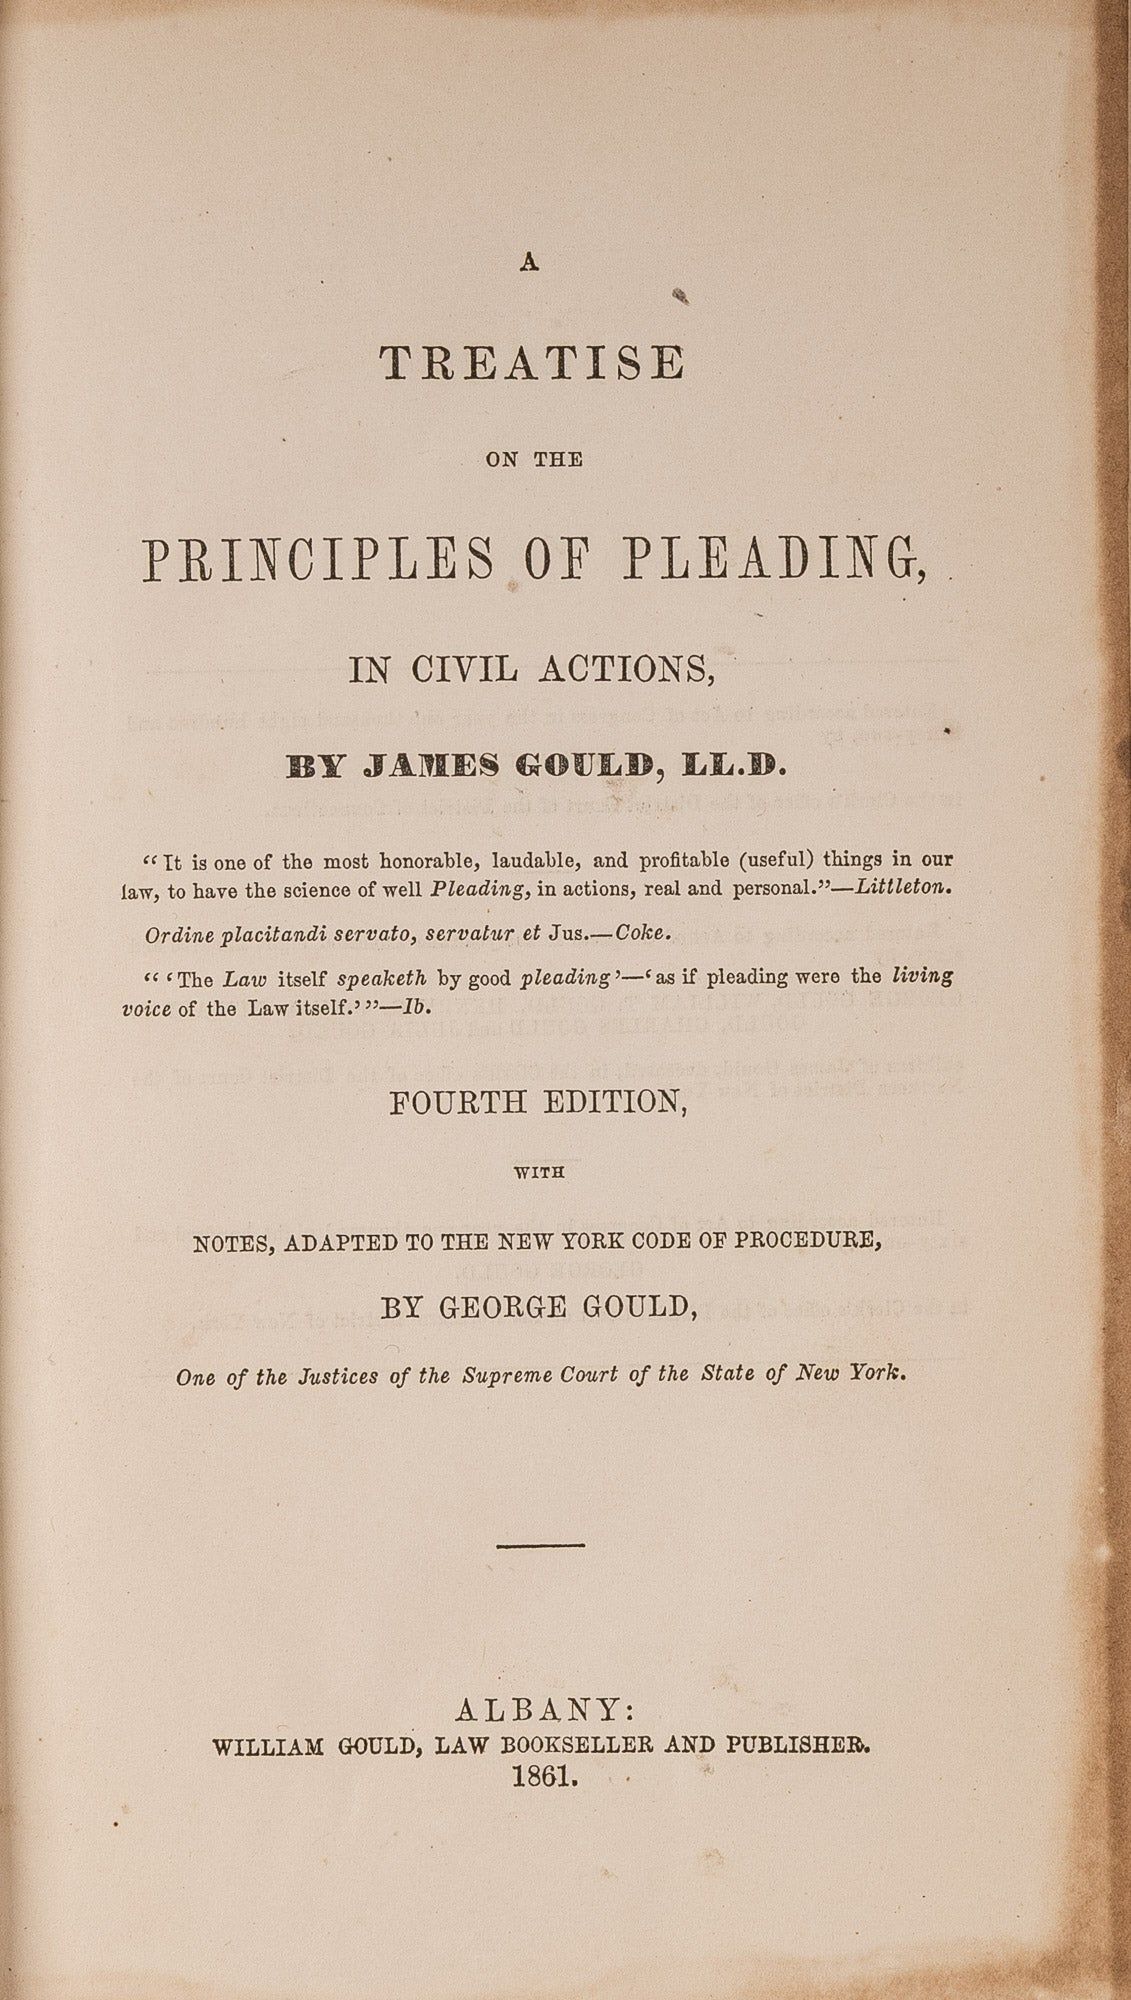 A
TREATISE
ON THE
PRINCIPLES OF PLEADING,
IN CIVIL ACTIONS,
BY JAMES GOULD, LL.D.
“It is one of the most honorable, laudable, and profitable (useful) things in our
law, to have the science of well Pleading, in actions, real and personal.”—Littleton.
Ordine placitandi servato, servatur et Jus.—Coke.
“‘The Law itself speaketh by good pleading’—‘as if pleading were the living
voice of the Law itself.’”—Ib.
FOURTH EDITION,
WITH
NOTES, ADAPTED TO THE NEW YORK CODE OF PROCEDURE,
BY GEORGE GOULD,
One of the Justices of the Supreme Court of the State of New York.
ALBANY:
WILLIAM GOULD, LAW BOOKSELLER AND PUBLISHER.
1861.